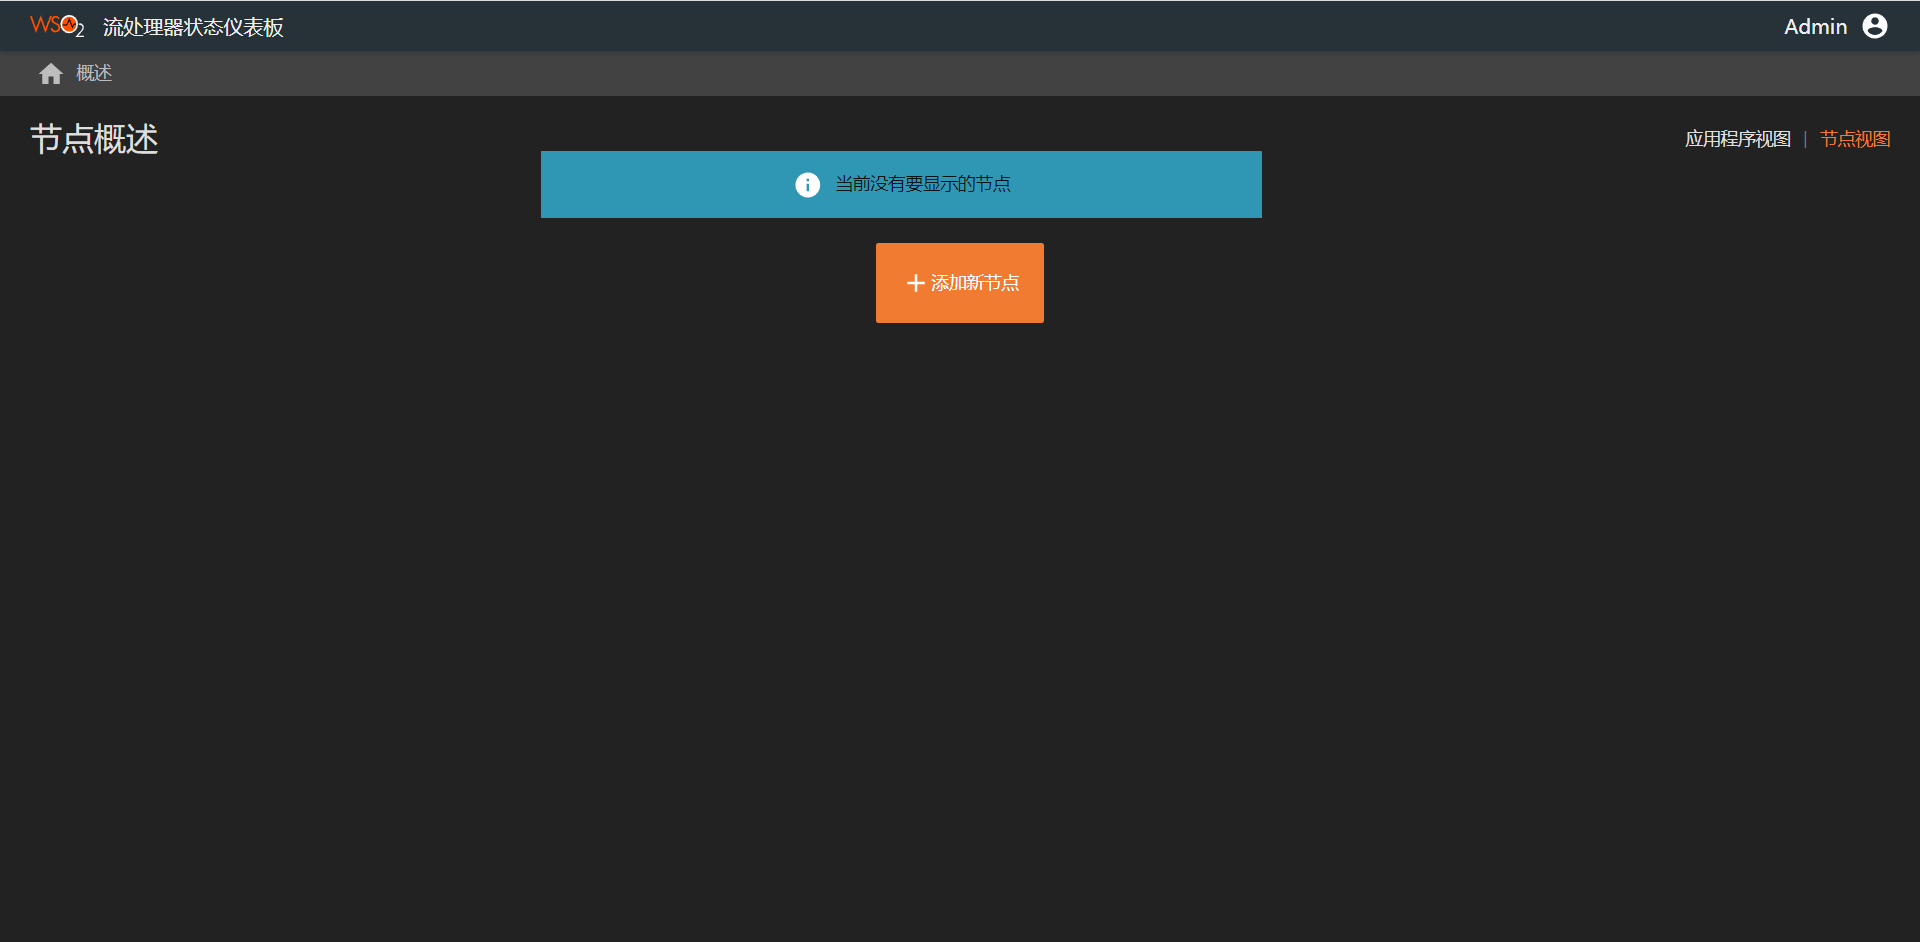 WSO2 流处理器状态仪表板 Admin
概述
节点概述
应用程序视图 | 节点视图
当前没有要显示的节点
添加新节点